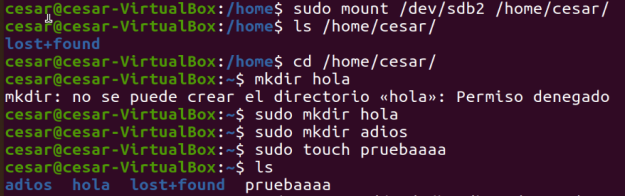 cesar@cesar-VirtualBox:/home$ sudo mount /dev/sdb2 /home/cesar/
cesar@cesar-VirtualBox:/home$ ls /home/cesar/
lost+found
cesar@cesar-VirtualBox:/home$ cd /home/cesar/
cesar@cesar-VirtualBox:~$ mkdir hola
mkdir: no se puede crear el directorio «hola»: Permiso denegado
cesar@cesar-VirtualBox:~$ sudo mkdir hola
cesar@cesar-VirtualBox:~$ sudo mkdir adios
cesar@cesar-VirtualBox:~$ sudo touch pruebaaaa
cesar@cesar-VirtualBox:~$ ls
adios  hola  lost+found  pruebaaaa